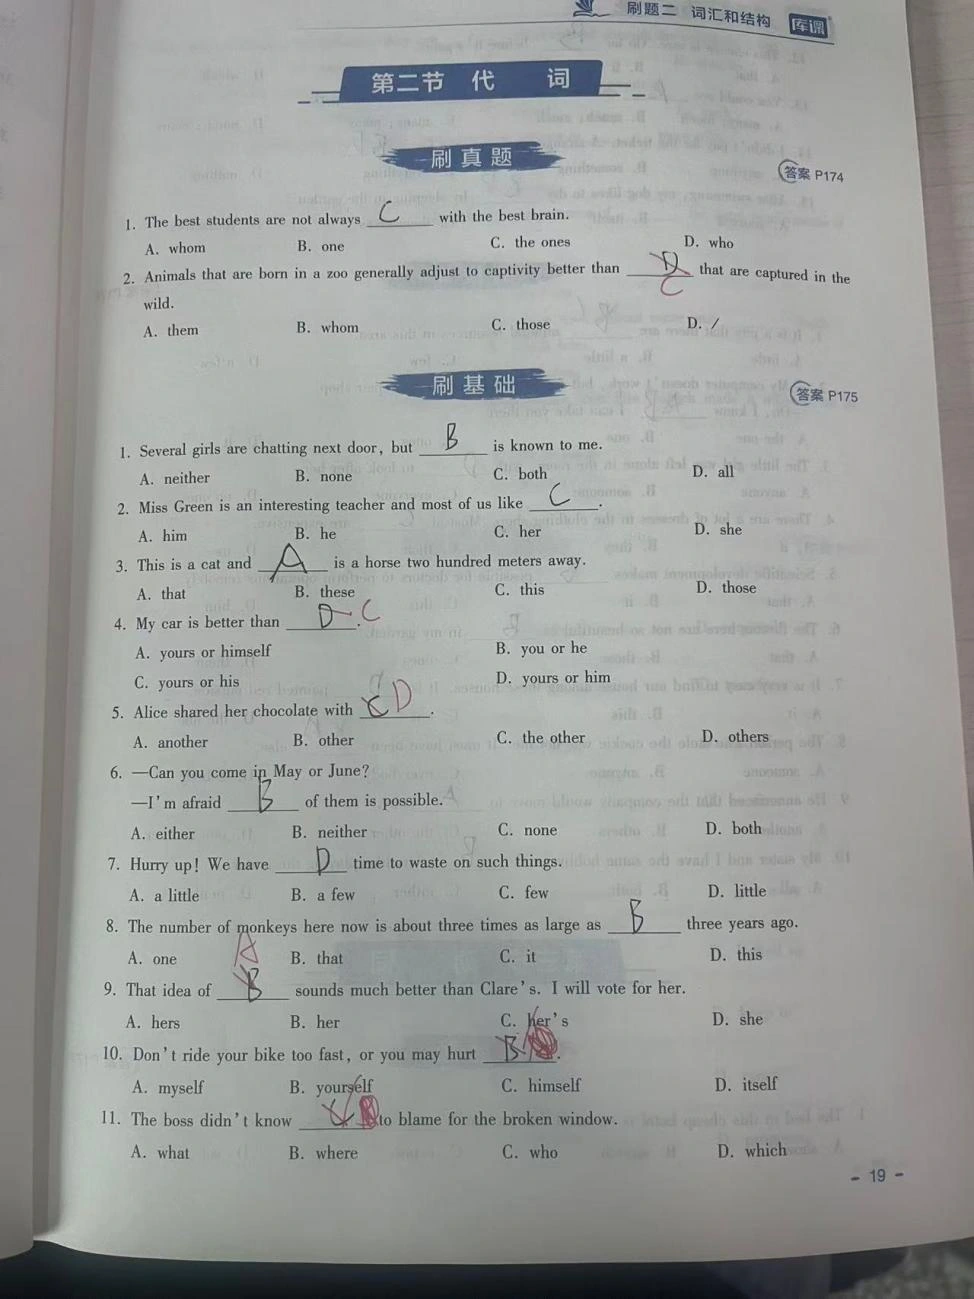 刷题二 词汇和结构 库课
第二节 代 词
刷真题
答案 P174
1. The best students are not always C with the best brain.
A. whom B. one C. the ones D. who
2. Animals that are born in a zoo generally adjust to captivity better than D that are captured in the
C
wild.
A. them B. whom C. those D. /
刷基础
答案 P175
1. Several girls are chatting next door, but B is known to me.
A. neither B. none C. both D. all
2. Miss Green is an interesting teacher and most of us like C.
A. him B. he C. her D. she
3. This is a cat and A is a horse two hundred meters away.
A. that B. these C. this D. those
4. My car is better than D. C
A. yours or himself B. you or he
C. yours or his D. yours or him
5. Alice shared her chocolate with C D.
A. another B. other C. the other D. others
6. —Can you come in May or June?
—I'm afraid B of them is possible.
A. either B. neither C. none D. both
7. Hurry up! We have D time to waste on such things.
A. a little B. a few C. few D. little
8. The number of monkeys here now is about three times as large as B three years ago.
A. one B. that C. it D. this
A
9. That idea of B sounds much better than Clare's. I will vote for her.
A. hers B. her C. her's D. she
10. Don't ride your bike too fast, or you may hurt B.
A. myself B. yourself C. himself D. itself
11. The boss didn't know C to blame for the broken window.
A. what B. where C. who D. which
- 19 -